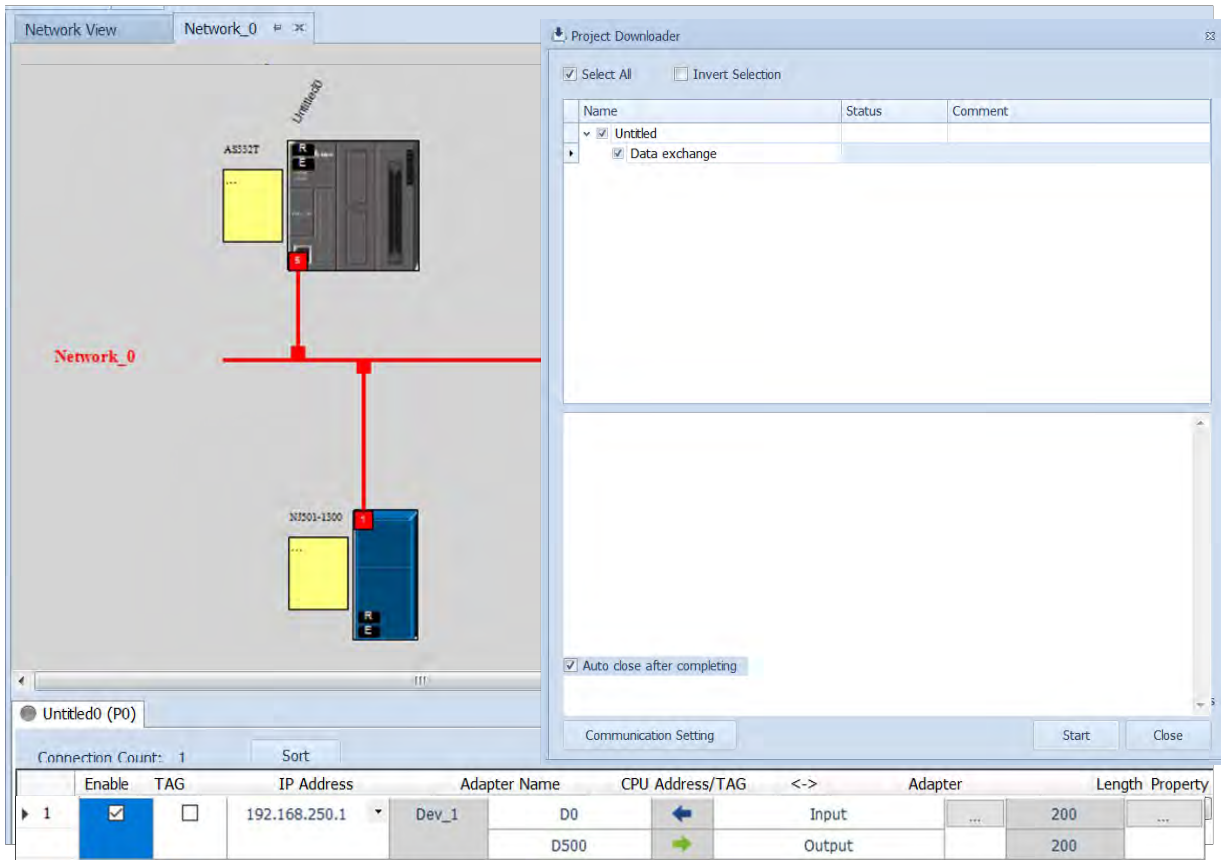 Network View
Network_0
Project Downloader
Select All
Invert Selection
Name Status Comment
Untitled
Data exchange
Untitled0
AS332T
R
E
...
5
Network_0
NJ501-1300
1
...
R
E
Auto close after completing
Communication Setting
Start
Close
Untitled0 (P0)
Connection Count: 1
Sort
Enable TAG IP Address Adapter Name CPU Address/TAG <-> Adapter Length Property
1 192.168.250.1 Dev_1 D0 Input ... 200 ...
D500 Output 200